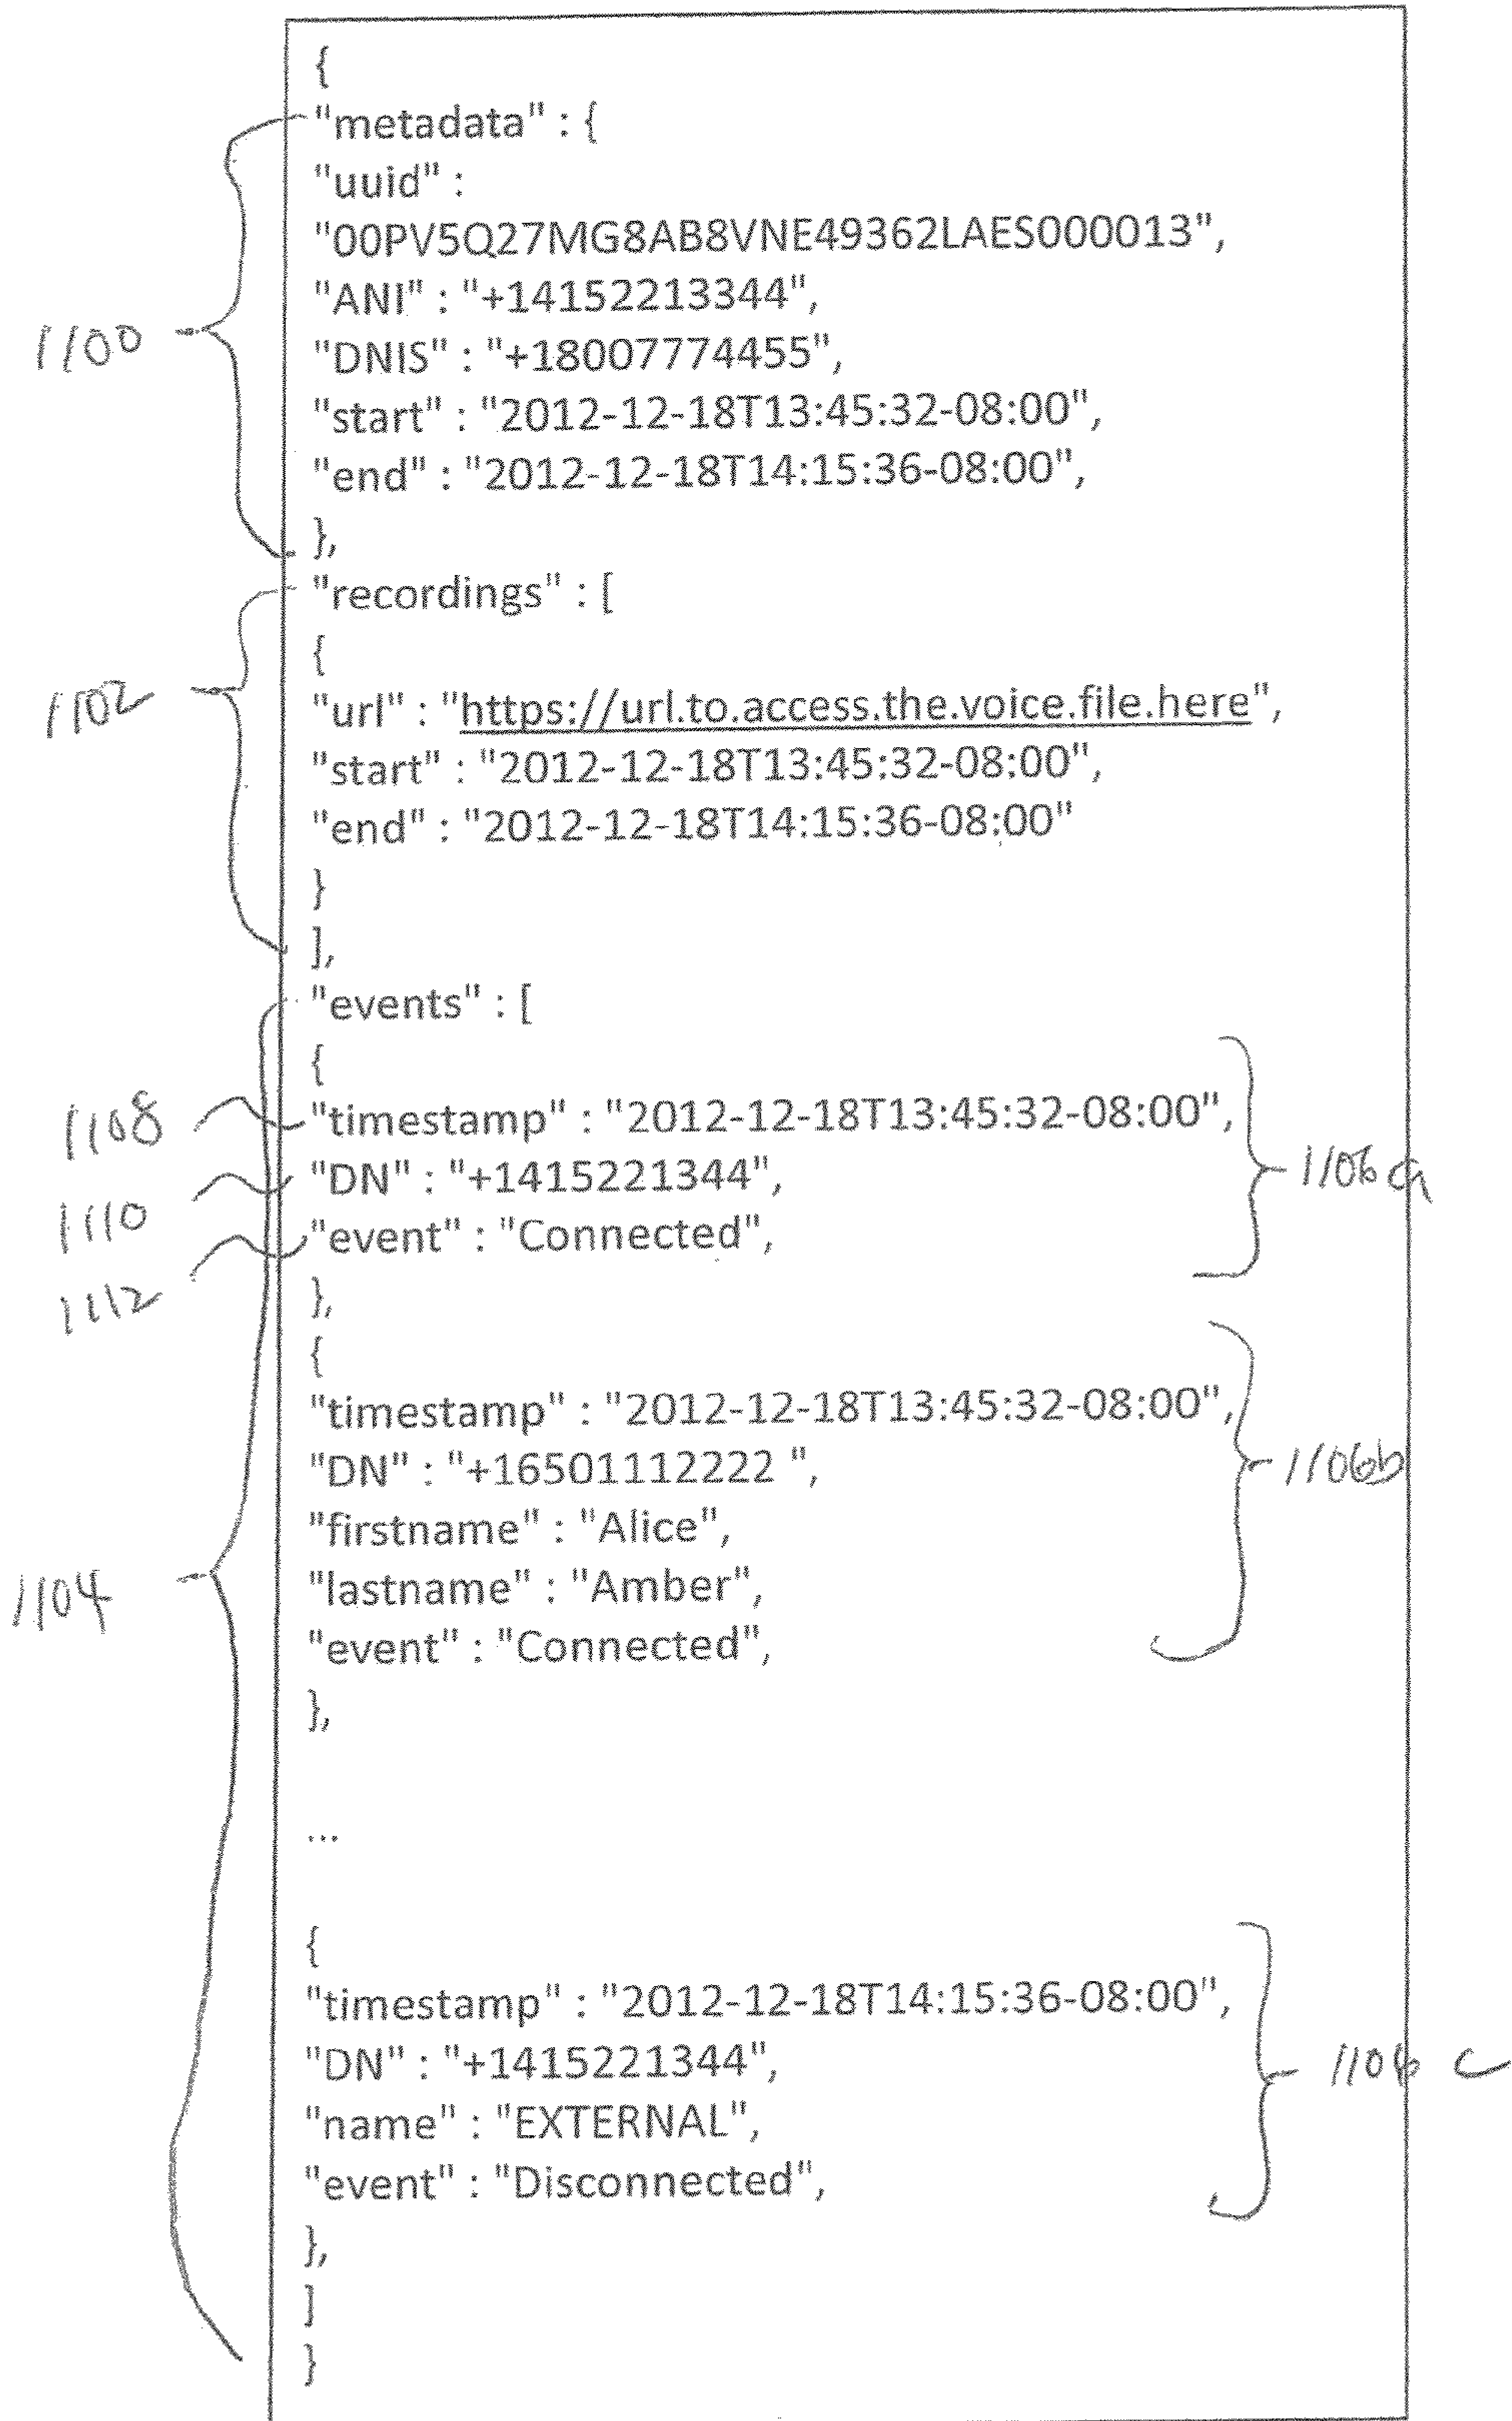 {
"metadata" : {
"uuid" :
"00PV5Q27MG8AB8VNE49362LAES000013",
"ANI" : "+14152213344",
1100
"DNIS" : "+18007774455",
"start" : "2012-12-18T13:45:32-08:00",
"end" : "2012-12-18T14:15:36-08:00",
},
"recordings" : [
{
1102
"url" : "https://url.to.access.the.voice.file.here",
"start" : "2012-12-18T13:45:32-08:00",
"end" : "2012-12-18T14:15:36-08:00"
}
],
"events" : [
{
1108
"timestamp" : "2012-12-18T13:45:32-08:00",
"DN" : "+1415221344",
1106a
1110
"event" : "Connected",
1112
},
{
"timestamp" : "2012-12-18T13:45:32-08:00",
"DN" : "+16501112222 ",
1106b
"firstname" : "Alice",
"lastname" : "Amber",
1104
"event" : "Connected",
},
...
{
"timestamp" : "2012-12-18T14:15:36-08:00",
"DN" : "+1415221344",
1106 c
"name" : "EXTERNAL",
"event" : "Disconnected",
},
]
}